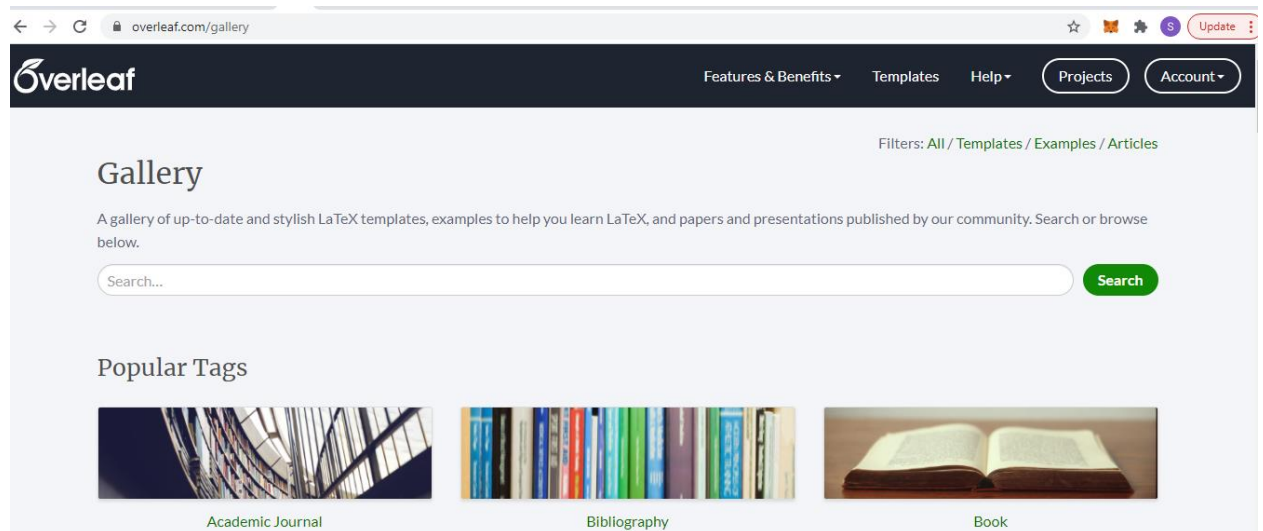 overleaf.com/gallery
S
Update
Overleaf
Features & Benefits
Templates
Help
Projects
Account
Filters: All / Templates / Examples / Articles
Gallery
A gallery of up-to-date and stylish LaTeX templates, examples to help you learn LaTeX, and papers and presentations published by our community. Search or browse
below.
Search...
Search
Popular Tags
Academic Journal
Bibliography
Book